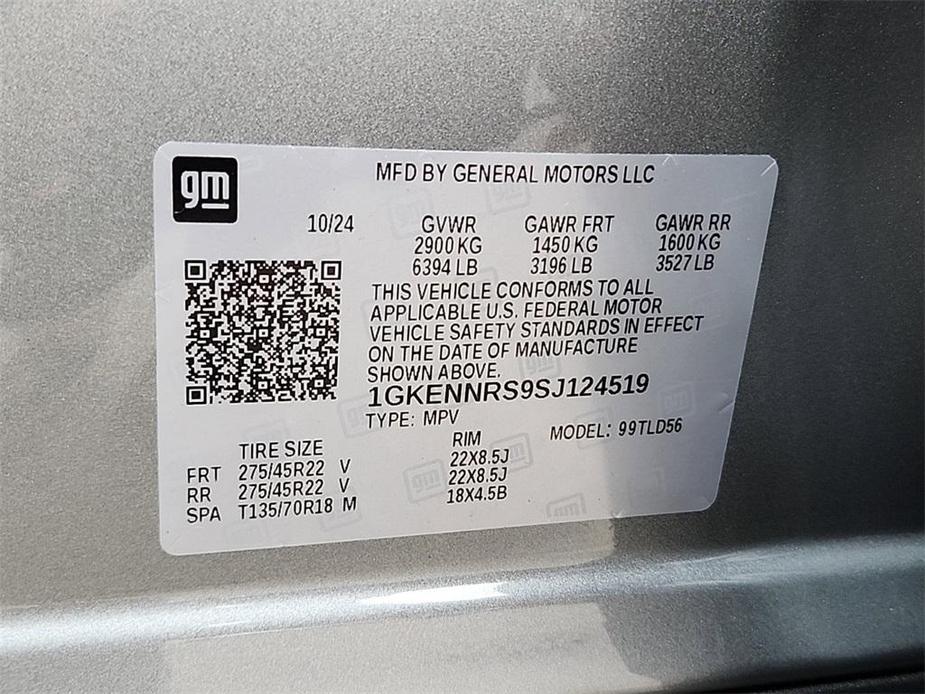 gm
MFD BY GENERAL MOTORS LLC
10/24 GVWR GAWR FRT GAWR RR
2900 KG 1450 KG 1600 KG
6394 LB 3196 LB 3527 LB
THIS VEHICLE CONFORMS TO ALL
APPLICABLE U.S. FEDERAL MOTOR
VEHICLE SAFETY STANDARDS IN EFFECT
ON THE DATE OF MANUFACTURE
SHOWN ABOVE.
1GKENNRS9SJ124519
TYPE: MPV MODEL: 99TLD56
TIRE SIZE RIM
FRT 275/45R22 V 22X8.5J
RR 275/45R22 V 22X8.5J
SPA T135/70R18 M 18X4.5B